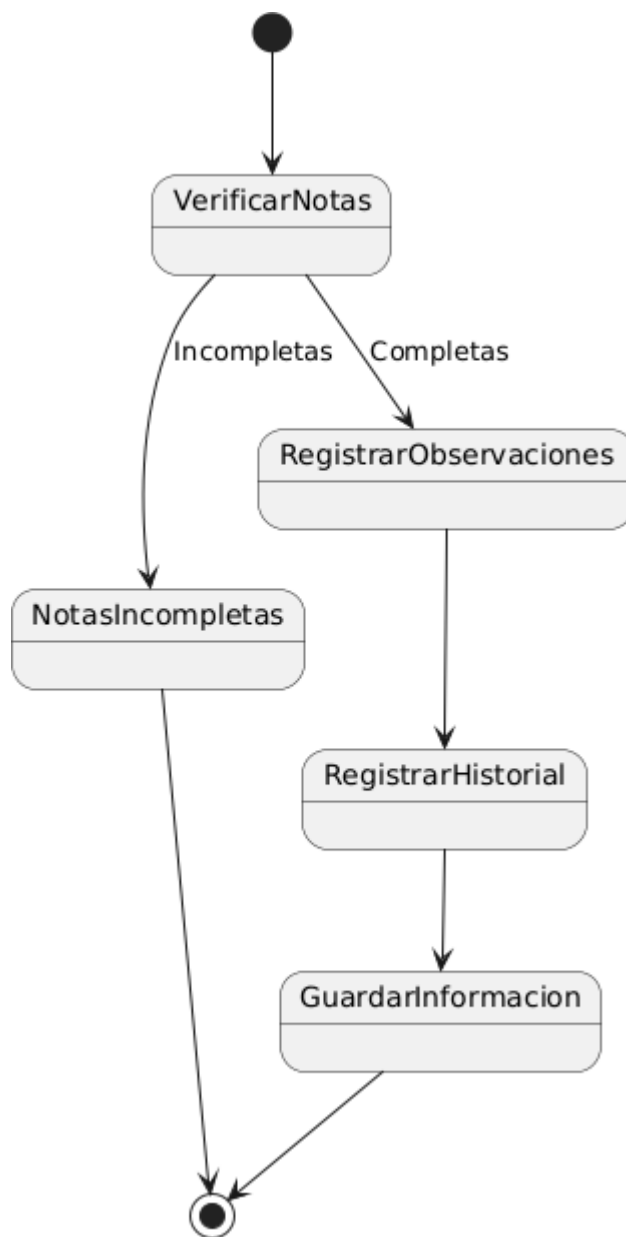 VerificarNotas
Incompletas
Completas
RegistrarObservaciones
NotasIncompletas
RegistrarHistorial
GuardarInformacion